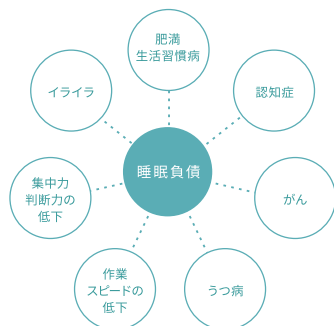 肥満
生活習慣病
イライラ
認知症
睡眠負債
集中力
判断力の
低下
がん
作業
スピードの
低下
うつ病